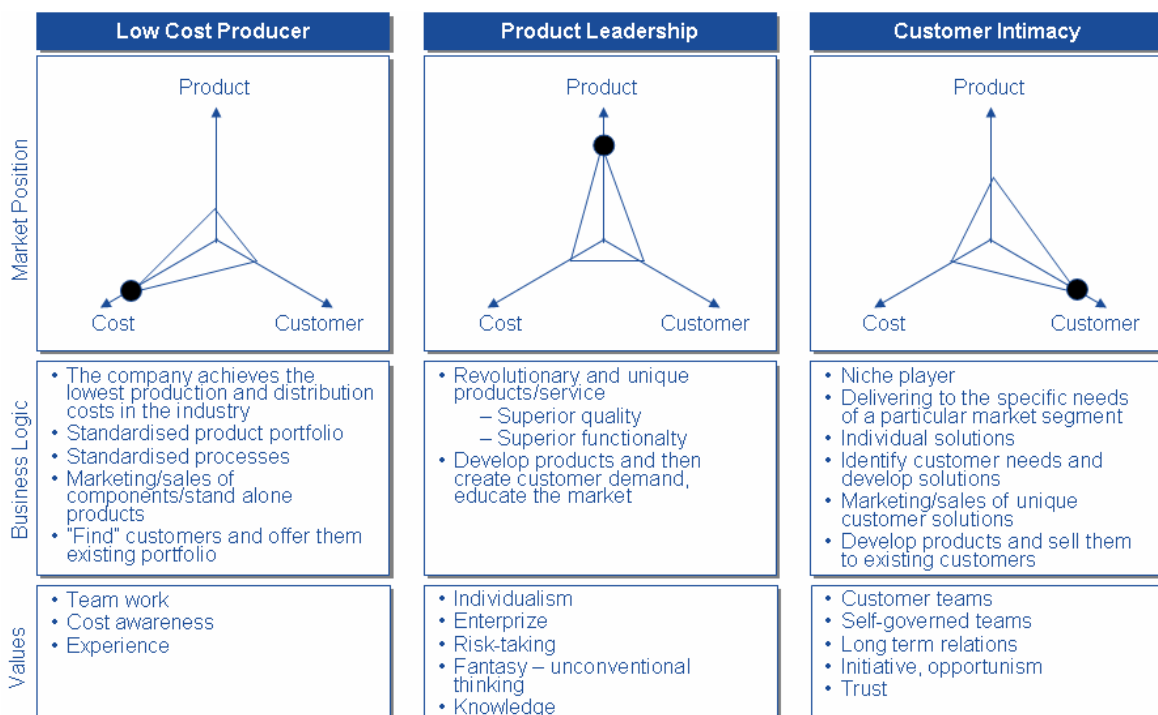 Low Cost Producer
Product Leadership
Customer Intimacy
Market Position
Product
Cost
Customer
Product
Cost
Customer
Product
Cost
Customer
Business Logic
• The company achieves the
lowest production and distribution
costs in the industry
• Standardised product portfolio
• Standardised processes
• Marketing/sales of
components/stand alone
products
• "Find" customers and offer them
existing portfolio
• Revolutionary and unique
products/service
– Superior quality
– Superior functionalty
• Develop products and then
create customer demand,
educate the market
• Niche player
• Delivering to the specific needs
of a particular market segment
• Individual solutions
• Identify customer needs and
develop solutions
• Marketing/sales of unique
customer solutions
• Develop products and sell them
to existing customers
Values
• Team work
• Cost awareness
• Experience
• Individualism
• Enterprize
• Risk-taking
• Fantasy – unconventional
thinking
• Knowledge
• Customer teams
• Self-governed teams
• Long term relations
• Initiative, opportunism
• Trust